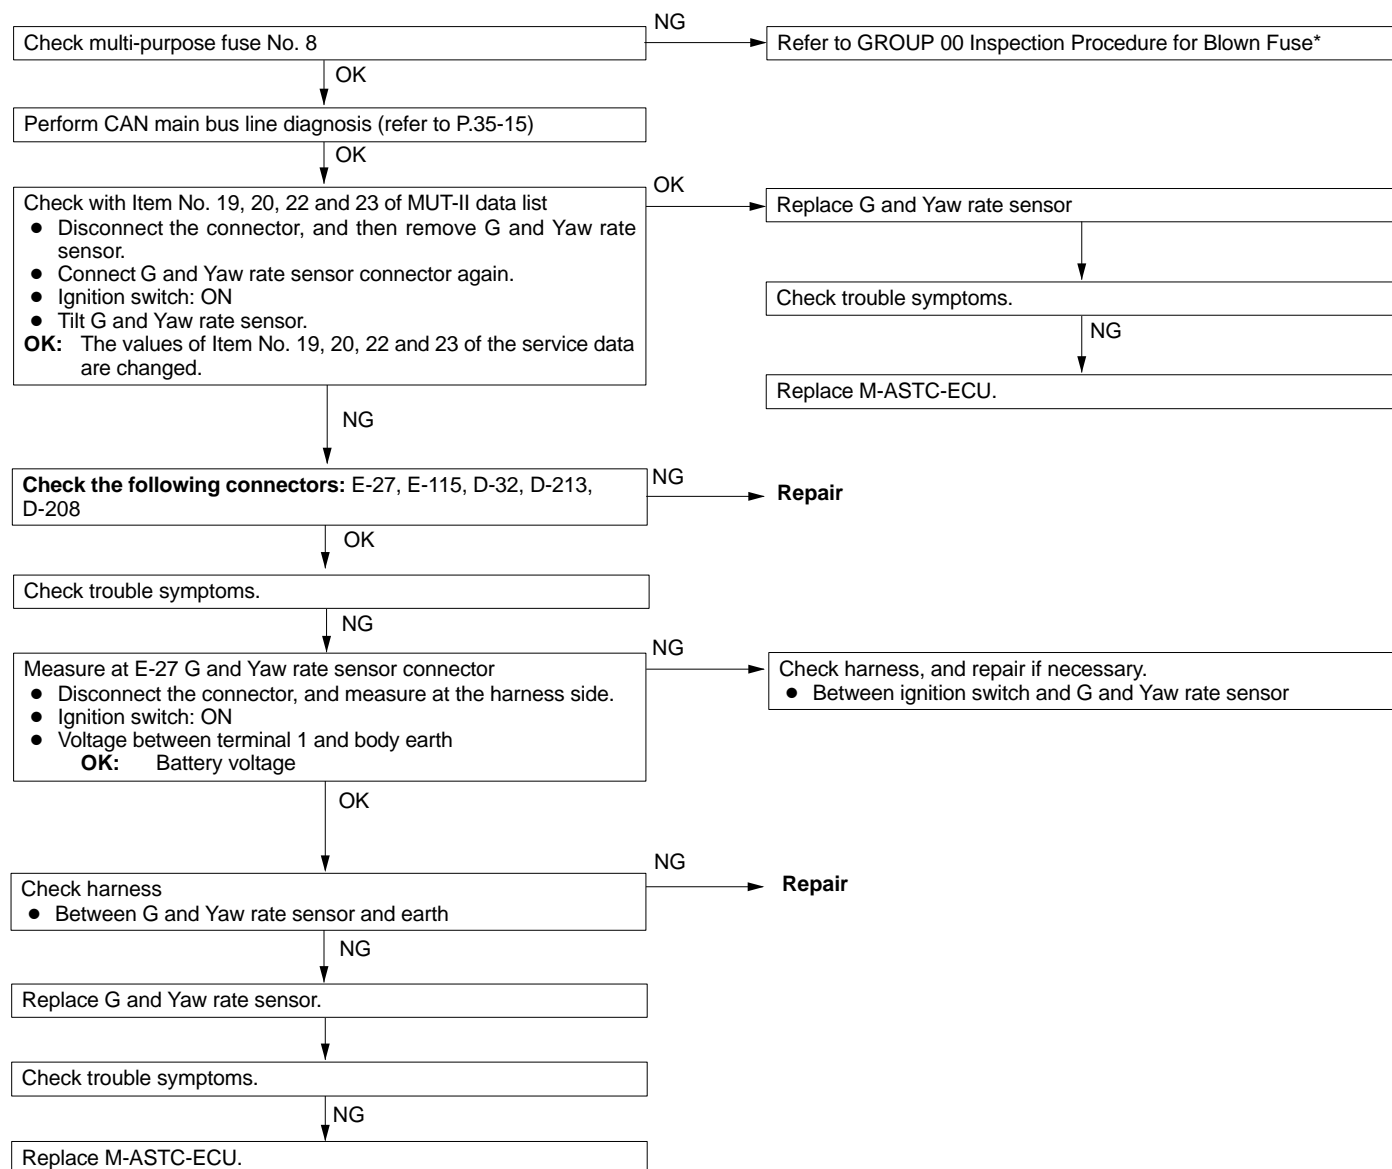 NG
Check multi-purpose fuse No. 8
Refer to GROUP 00 Inspection Procedure for Blown Fuse*
OK
Perform CAN main bus line diagnosis (refer to P.35-15)
OK
Check with Item No. 19, 20, 22 and 23 of MUT-II data list
● Disconnect the connector, and then remove G and Yaw rate
sensor.
● Connect G and Yaw rate sensor connector again.
● Ignition switch: ON
● Tilt G and Yaw rate sensor.
OK: The values of Item No. 19, 20, 22 and 23 of the service data
are changed.
OK
Replace G and Yaw rate sensor
Check trouble symptoms.
NG
Replace M-ASTC-ECU.
NG
Check the following connectors: E-27, E-115, D-32, D-213,
D-208
NG
Repair
OK
Check trouble symptoms.
NG
Measure at E-27 G and Yaw rate sensor connector
● Disconnect the connector, and measure at the harness side.
● Ignition switch: ON
● Voltage between terminal 1 and body earth
OK: Battery voltage
NG
Check harness, and repair if necessary.
● Between ignition switch and G and Yaw rate sensor
OK
Check harness
● Between G and Yaw rate sensor and earth
NG
Repair
NG
Replace G and Yaw rate sensor.
Check trouble symptoms.
NG
Replace M-ASTC-ECU.